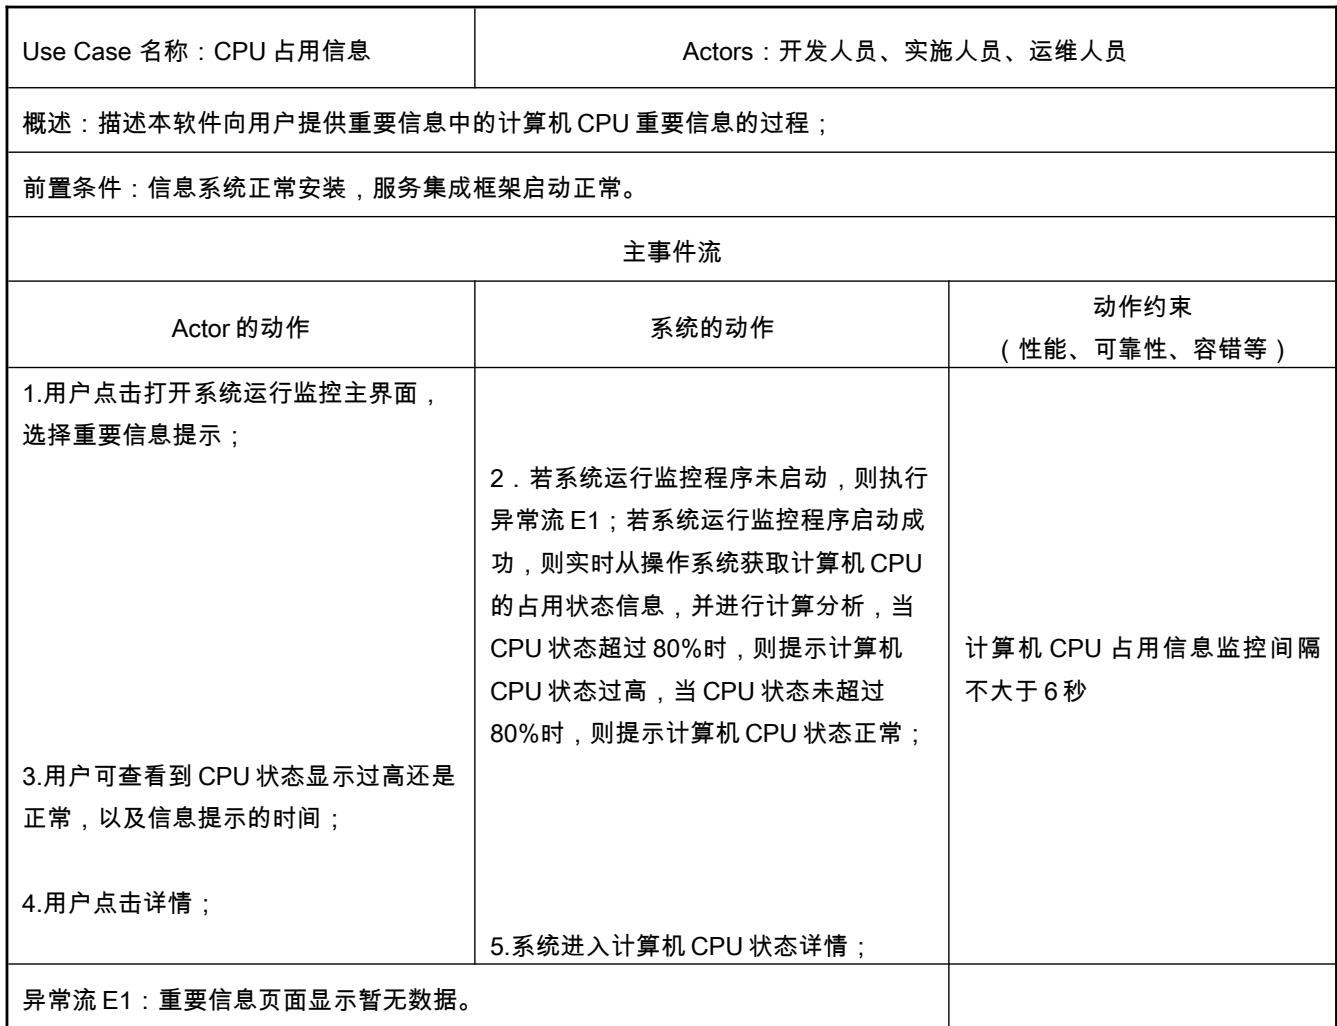 Use Case 名称：CPU 占用信息
Actors：开发人员、实施人员、运维人员
概述：描述本软件向用户提供重要信息中的计算机 CPU 重要信息的过程；
前置条件：信息系统正常安装，服务集成框架启动正常。
主事件流
Actor 的动作
系统的动作
动作约束
（性能、可靠性、容错等）
1.用户点击打开系统运行监控主界面，
选择重要信息提示；
2．若系统运行监控程序未启动，则执行
异常流 E1；若系统运行监控程序启动成
功，则实时从操作系统获取计算机 CPU
的占用状态信息，并进行计算分析，当
CPU 状态超过 80%时，则提示计算机
CPU 状态过高，当 CPU 状态未超过
80%时，则提示计算机 CPU 状态正常；
计算机 CPU 占用信息监控间隔
不大于 6 秒
3.用户可查看到 CPU 状态显示过高还是
正常，以及信息提示的时间；
4.用户点击详情；
5.系统进入计算机 CPU 状态详情；
异常流 E1：重要信息页面显示暂无数据。